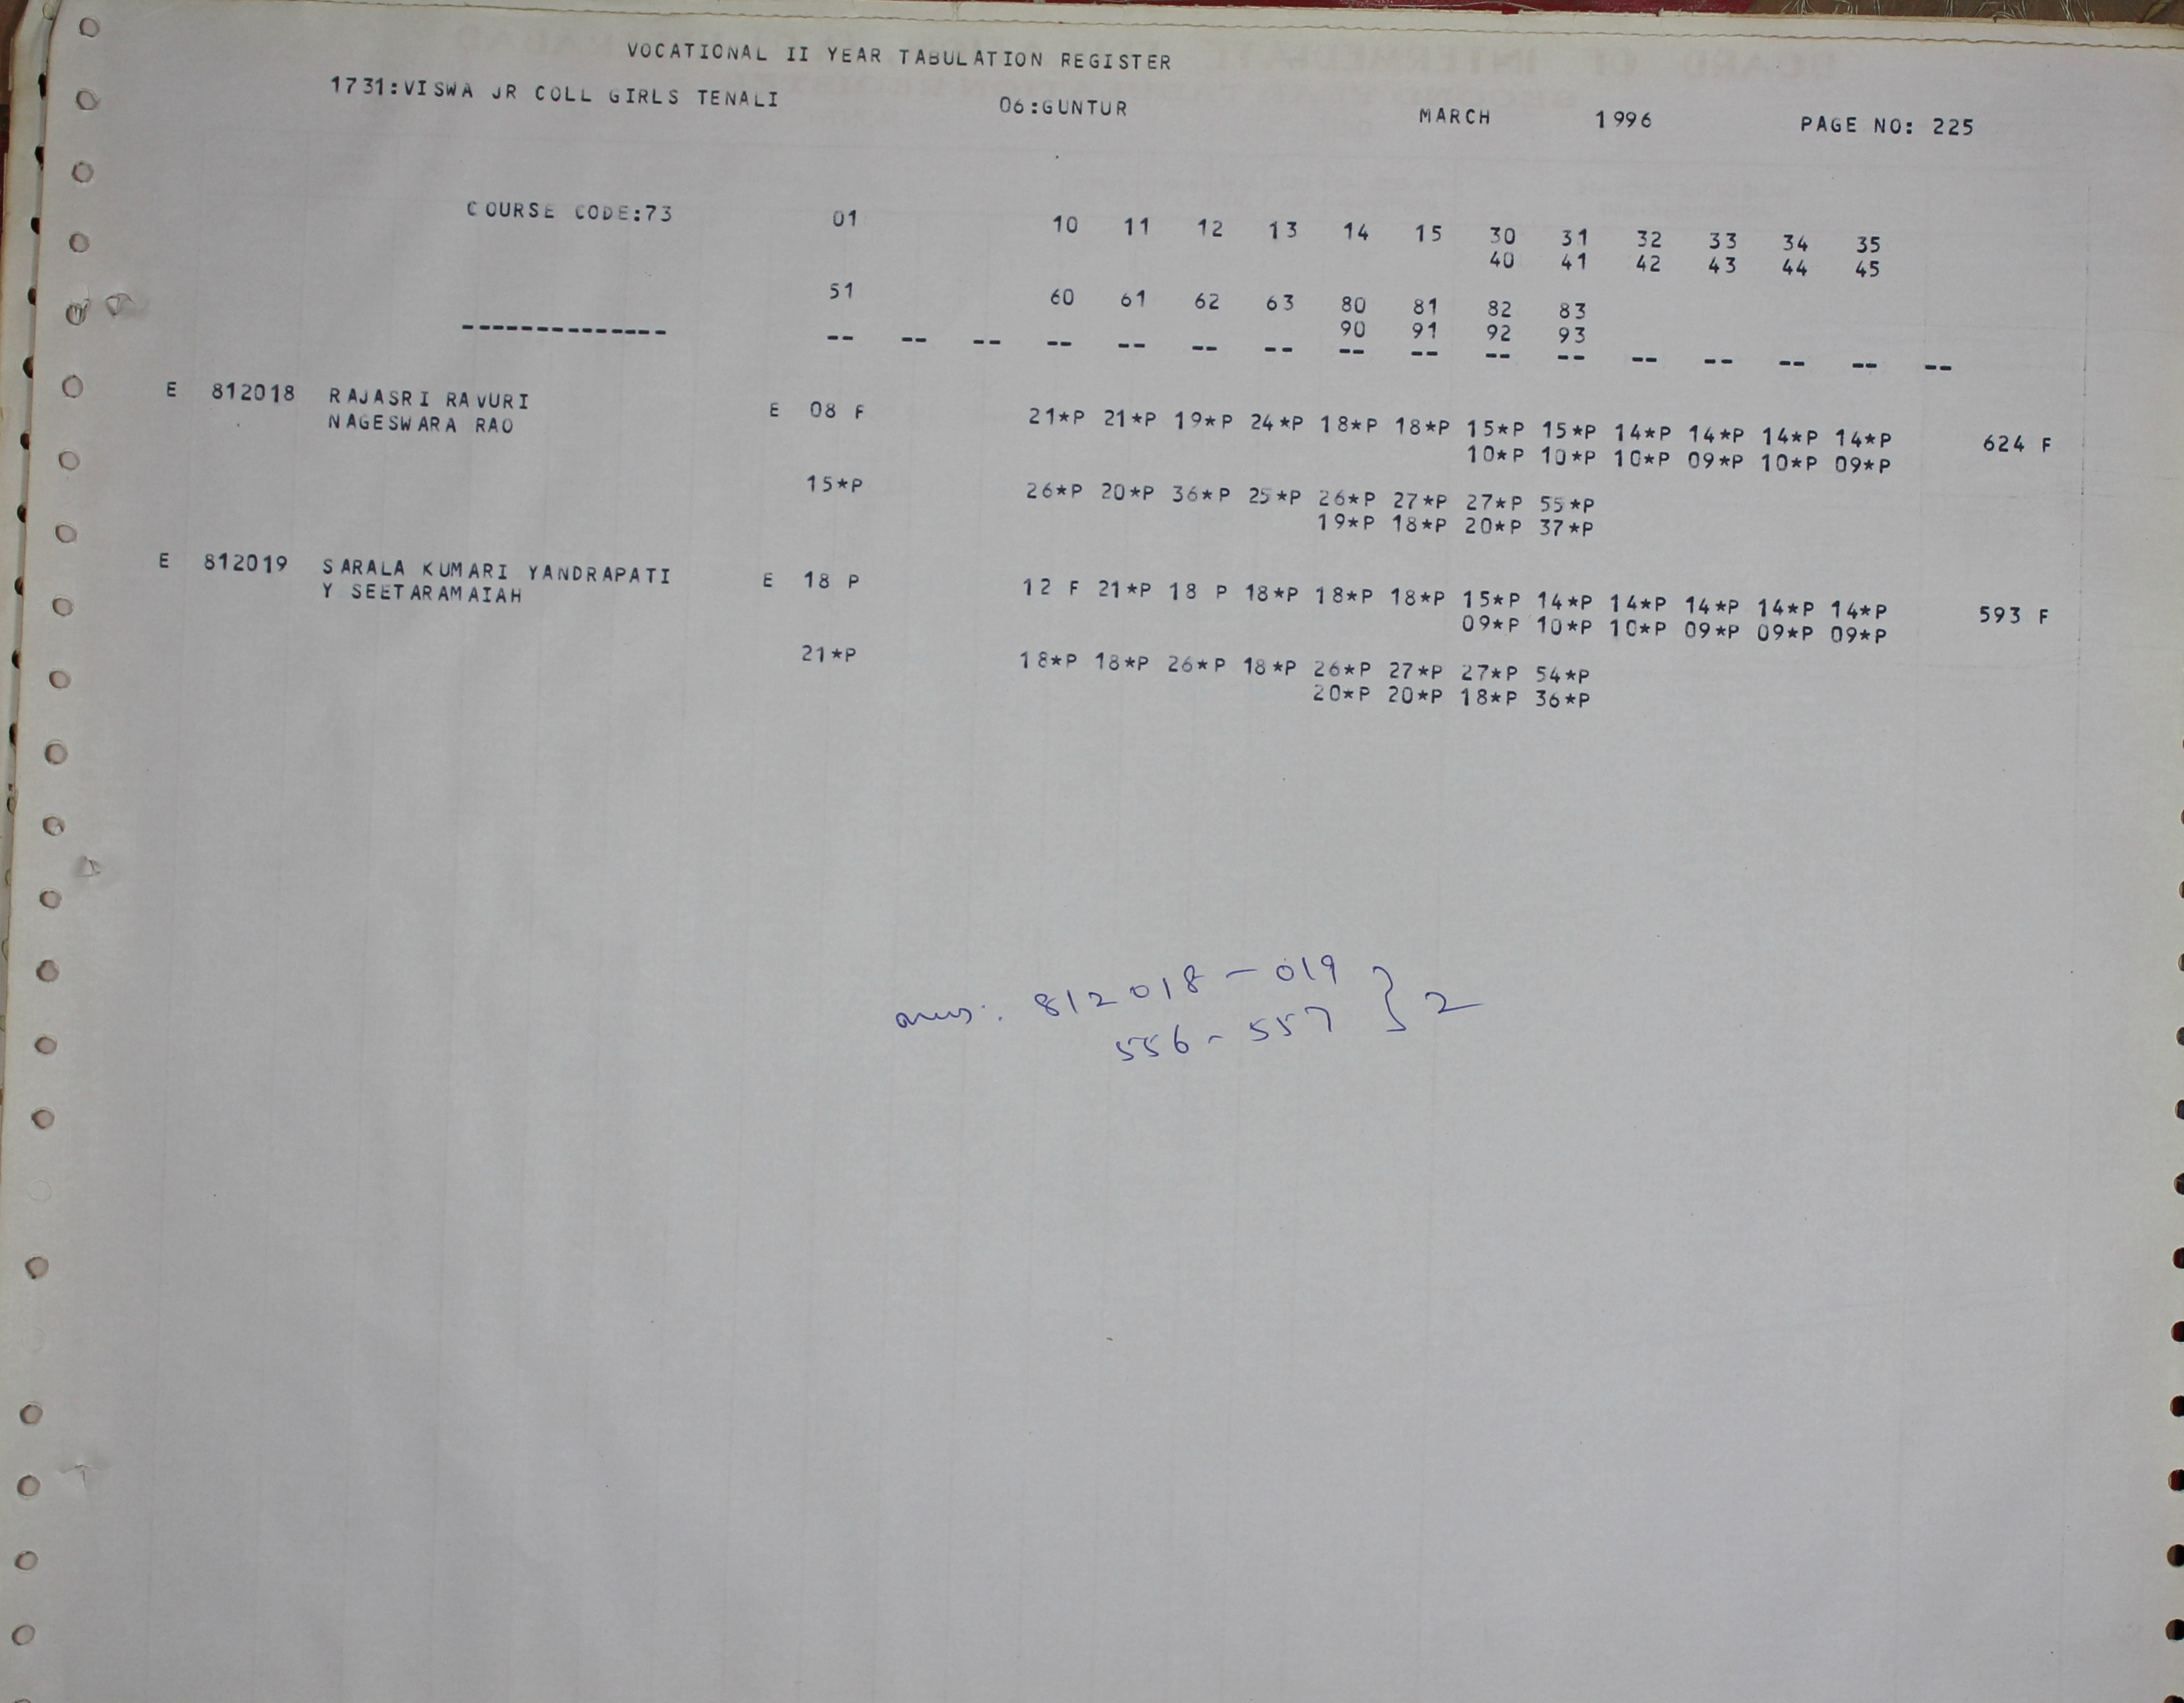 VOCATIONAL II YEAR TABULATION REGISTER
1731:VISWA JR COLL GIRLS TENALI 06:GUNTUR MARCH 1996 PAGE NO: 225
COURSE CODE:73 01 10 11 12 13 14 15 30 31 32 33 34 35
40 41 42 43 44 45
51 60 61 62 63 80 81 82 83
90 91 92 93
-------------- -- -- -- -- -- -- -- -- -- -- -- -- -- -- -- --
E 812018 RAJASRI RAVURI E 08 F 21*P 21*P 19*P 24*P 18*P 18*P 15*P 15*P 14*P 14*P 14*P 14*P 624 F
NAGESWARA RAO 10*P 10*P 10*P 09*P 10*P 09*P
15*P 26*P 20*P 36*P 25*P 26*P 27*P 27*P 55*P
19*P 18*P 20*P 37*P
E 812019 SARALA KUMARI YANDRAPATI E 18 P 12 F 21*P 18 P 18*P 18*P 18*P 15*P 14*P 14*P 14*P 14*P 14*P 593 F
Y SEETARAMAIAH 09*P 10*P 10*P 09*P 09*P 09*P
21*P 18*P 18*P 26*P 18*P 26*P 27*P 27*P 54*P
20*P 20*P 18*P 36*P
812018 - 019 } 2
556 - 557